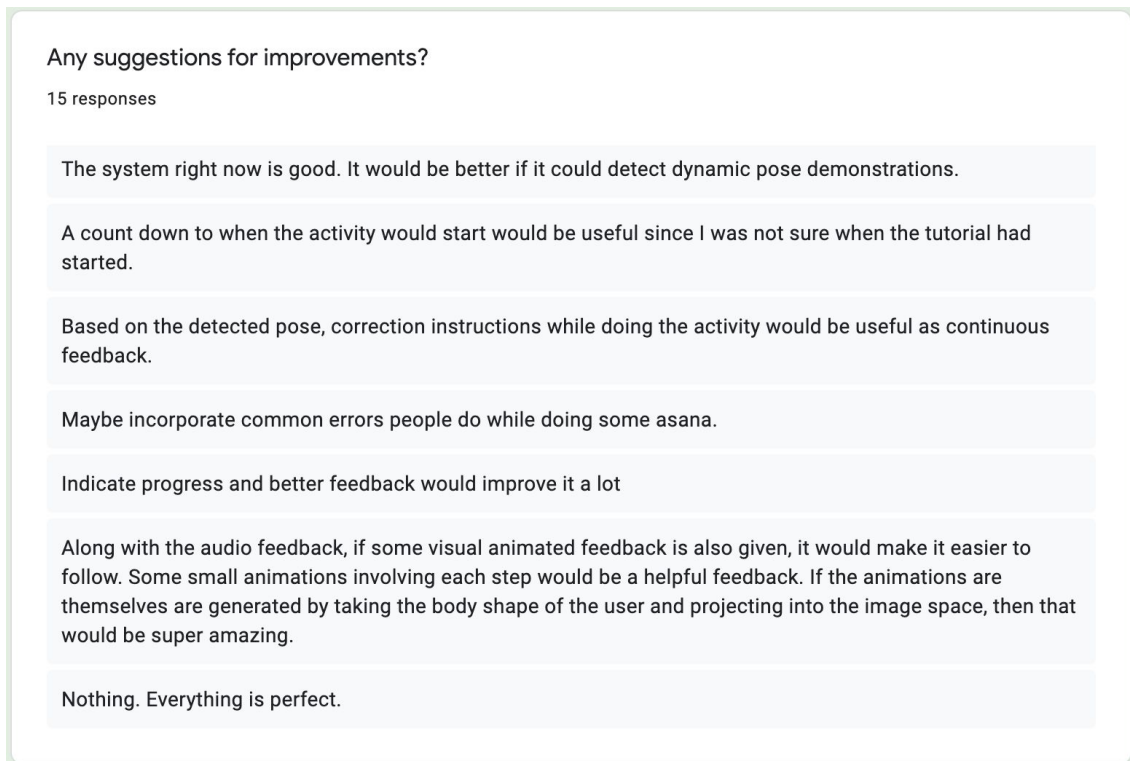 Any suggestions for improvements?
15 responses
The system right now is good. It would be better if it could detect dynamic pose demonstrations.
A count down to when the activity would start would be useful since I was not sure when the tutorial had
started.
Based on the detected pose, correction instructions while doing the activity would be useful as continuous
feedback.
Maybe incorporate common errors people do while doing some asana.
Indicate progress and better feedback would improve it a lot
Along with the audio feedback, if some visual animated feedback is also given, it would make it easier to
follow. Some small animations involving each step would be a helpful feedback. If the animations are
themselves are generated by taking the body shape of the user and projecting into the image space, then that
would be super amazing.
Nothing. Everything is perfect.